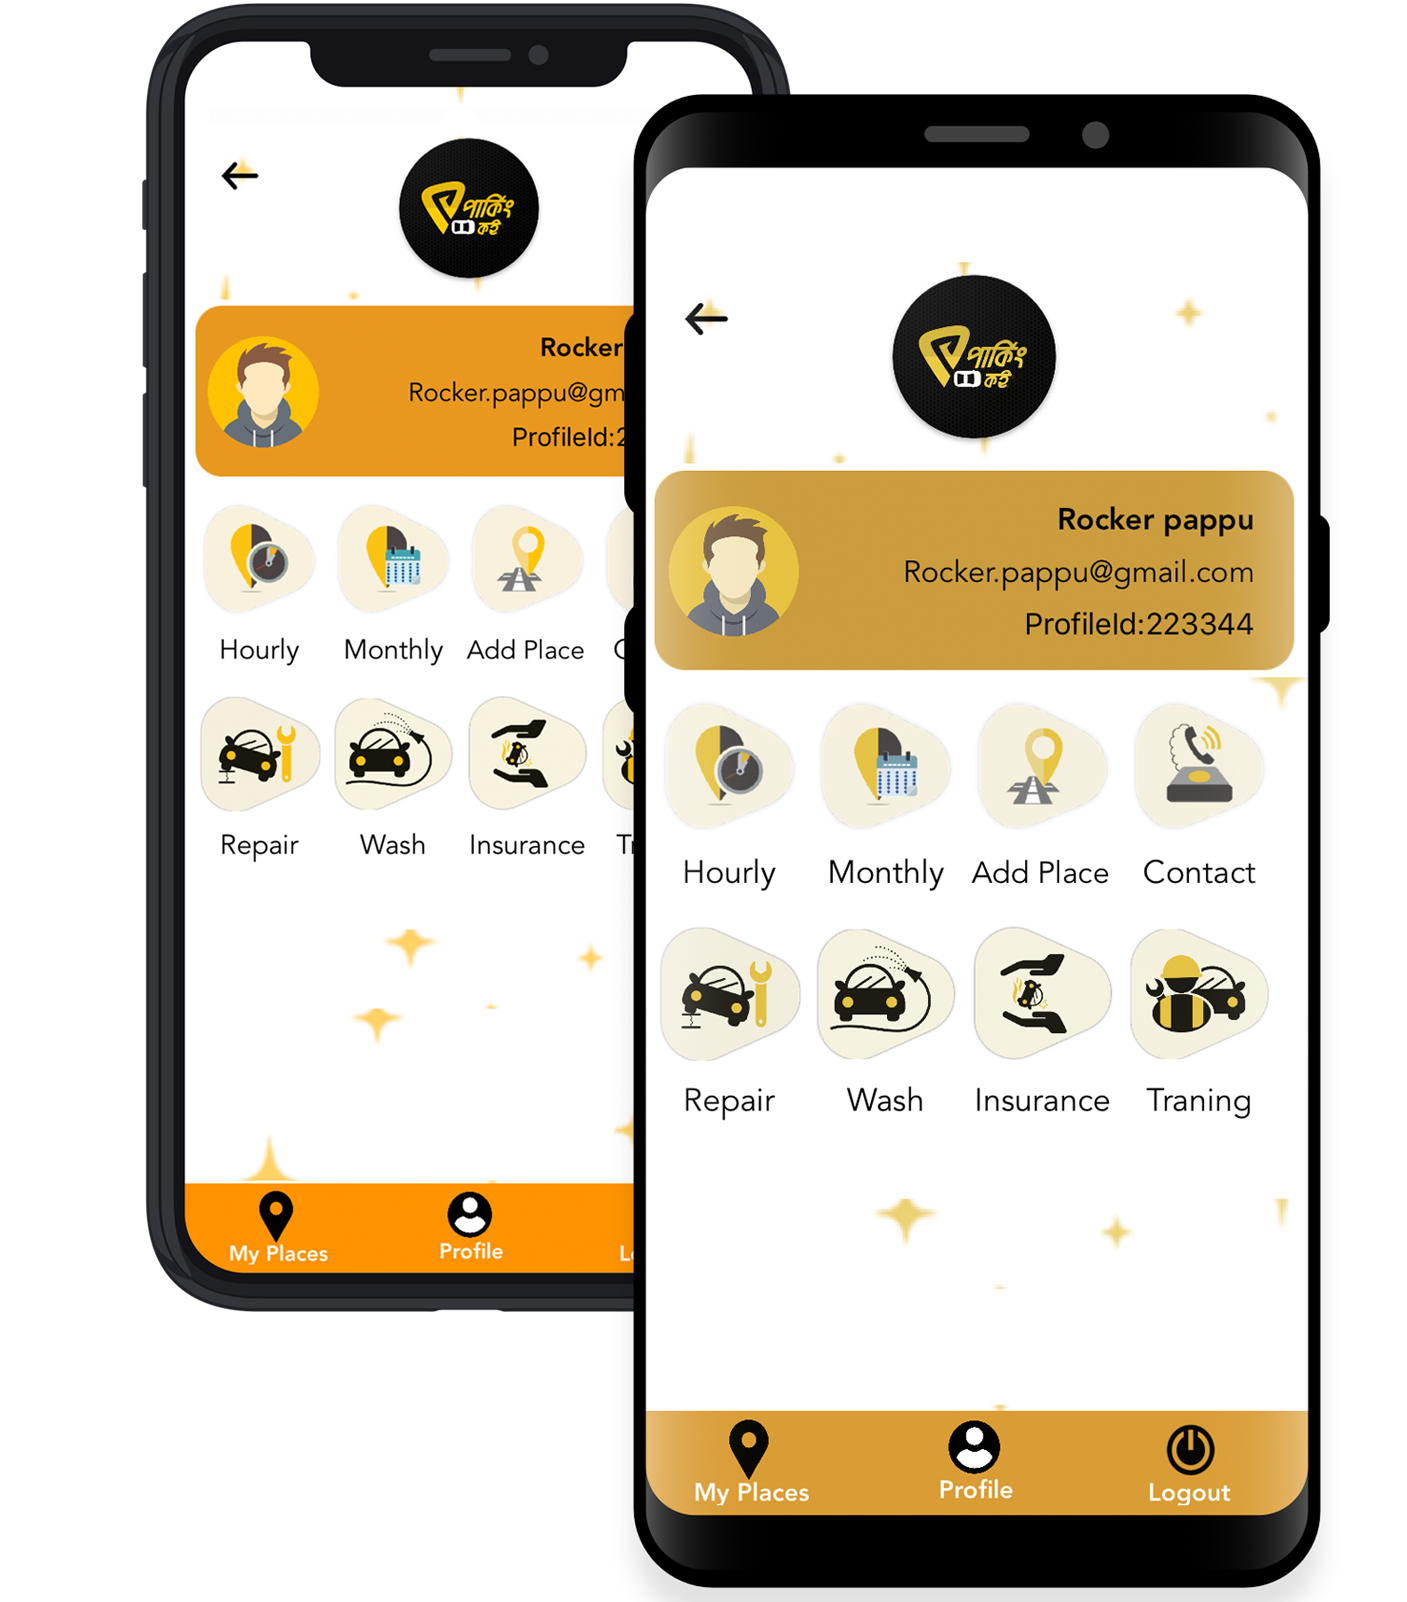 পার্কিং
কই
Rocker
Rocker.pappu@gm
ProfileId:2
Hourly
Monthly
Add Place
Repair
Wash
Insurance
My Places
Profile
পার্কিং
কই
Rocker pappu
Rocker.pappu@gmail.com
ProfileId:223344
Hourly
Monthly
Add Place
Contact
Repair
Wash
Insurance
Traning
My Places
Profile
Logout